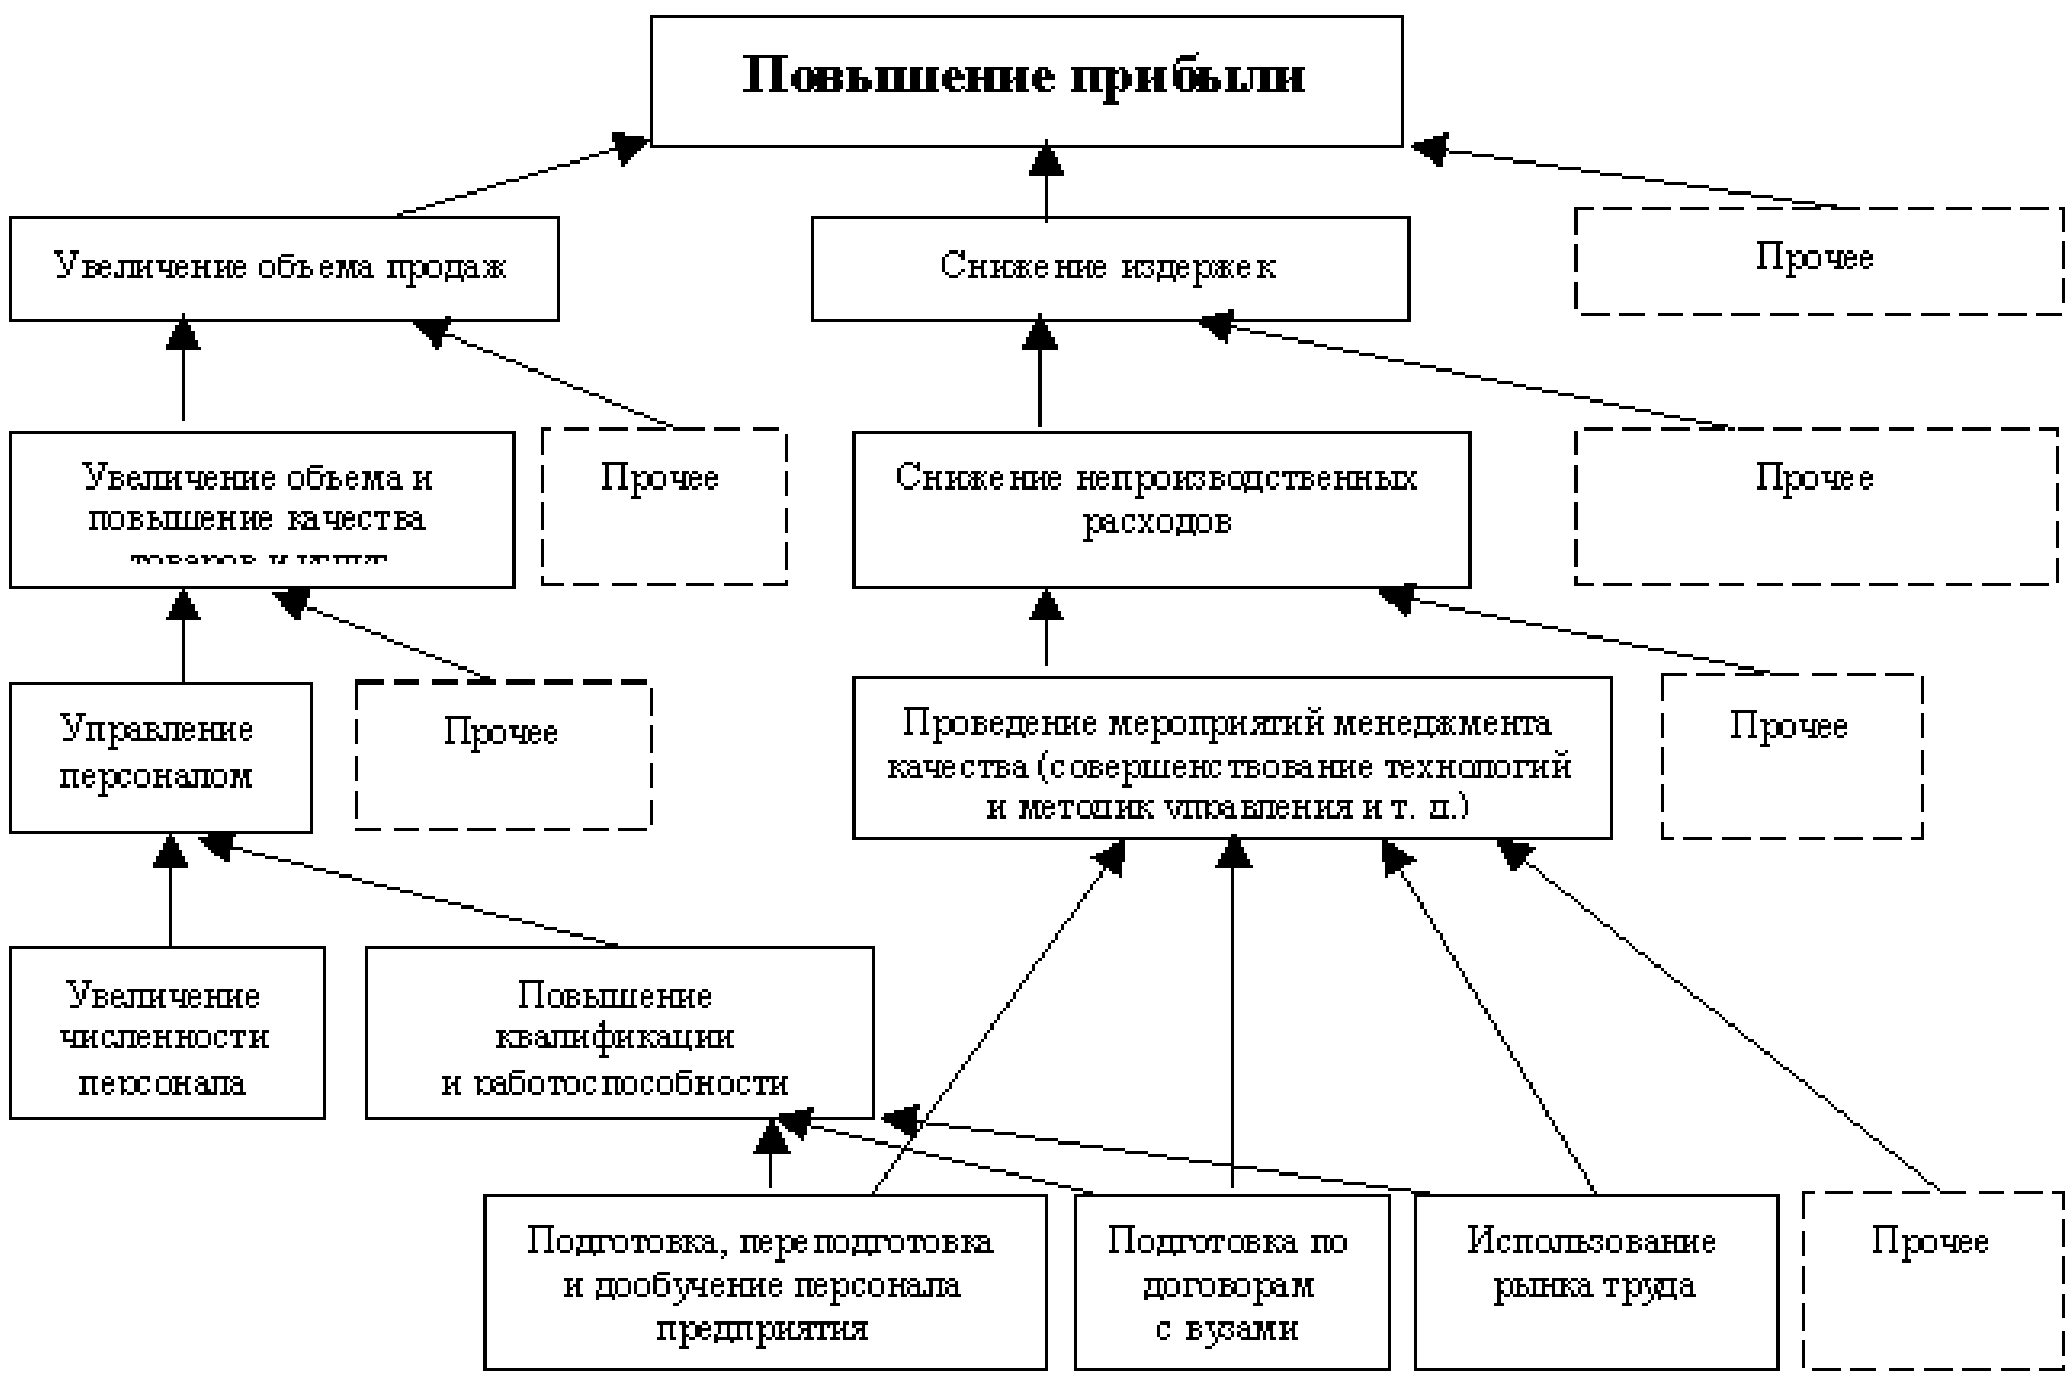 Повышение прибыли
Увеличение объема продаж
Снижение издержек
Прочее
Увеличение объема и
повышение качества
товаров и
Прочее
Снижение непроизводственных
расходов
Прочее
Управление
персоналом
Прочее
Проведение мероприятий менеджмента
качества (совершенствование технологий
и методик управления и т. д.)
Прочее
Увеличение
численности
персонала
Повышение
квалификации
и работоспособности
Подготовка, переподготовка
и дообучение персонала
предприятия
Подготовка по
договорам
с вузами
Использование
рынка труда
Прочее